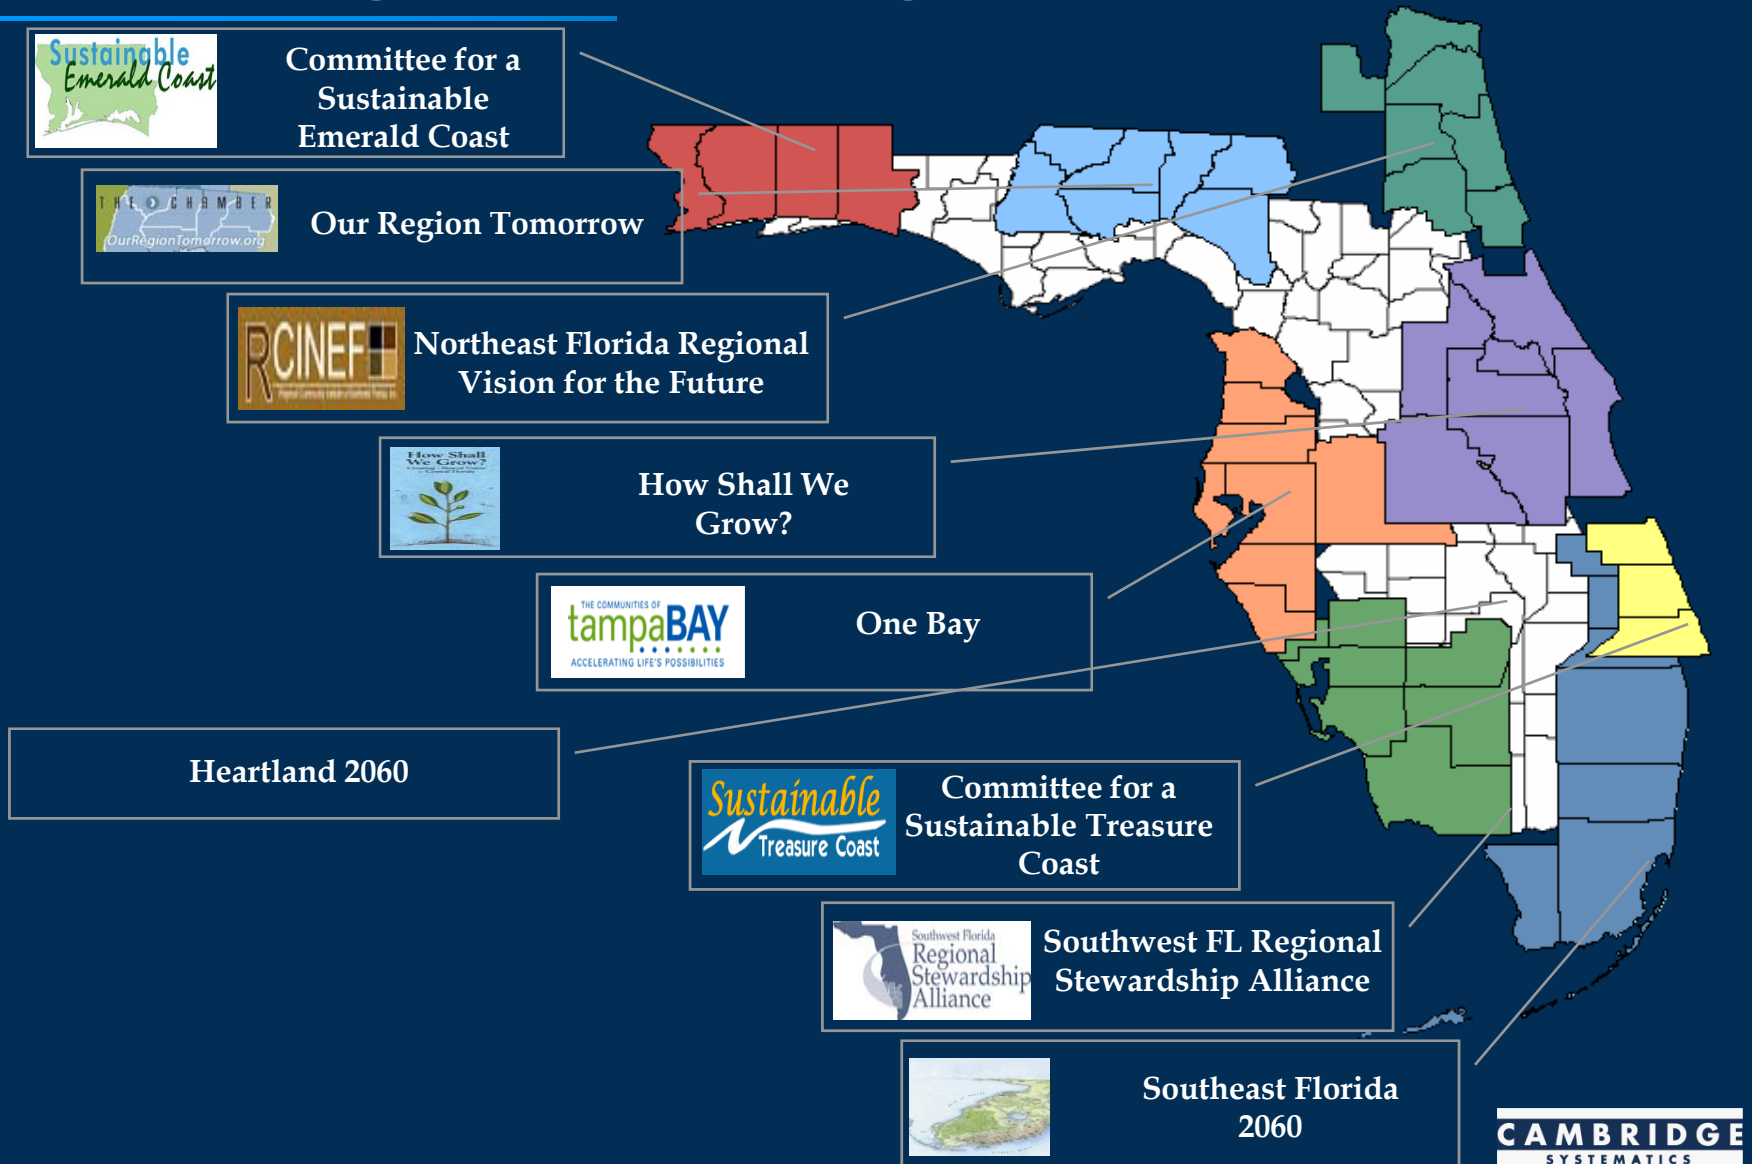 Sustainable
Emerald Coast
Committee for a
Sustainable
Emerald Coast
THE CHAMBER
OurRegionTomorrow.org
Our Region Tomorrow
RCINEF
Northeast Florida Regional
Vision for the Future
How Shall
We Grow?
How Shall We
Grow?
THE COMMUNITIES OF
tampaBAY
ACCELERATING LIFE'S POSSIBILITIES
One Bay
Heartland 2060
Sustainable
Treasure Coast
Committee for a
Sustainable Treasure
Coast
Southwest Florida
Regional
Stewardship
Alliance
Southwest FL Regional
Stewardship Alliance
Southeast Florida
2060
CAMBRIDGE
SYSTEMATICS